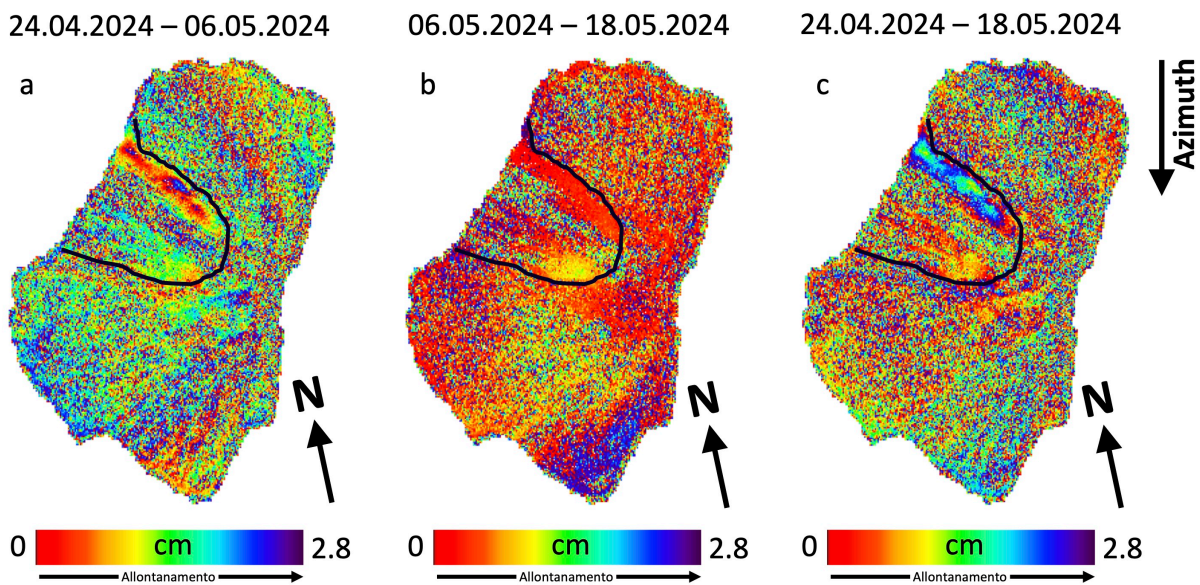 24.04.2024 – 06.05.2024
06.05.2024 – 18.05.2024
24.04.2024 – 18.05.2024
a
b
c
Azimuth
N
N
N
0 cm 2.8
0 cm 2.8
0 cm 2.8
Allontanamento
Allontanamento
Allontanamento